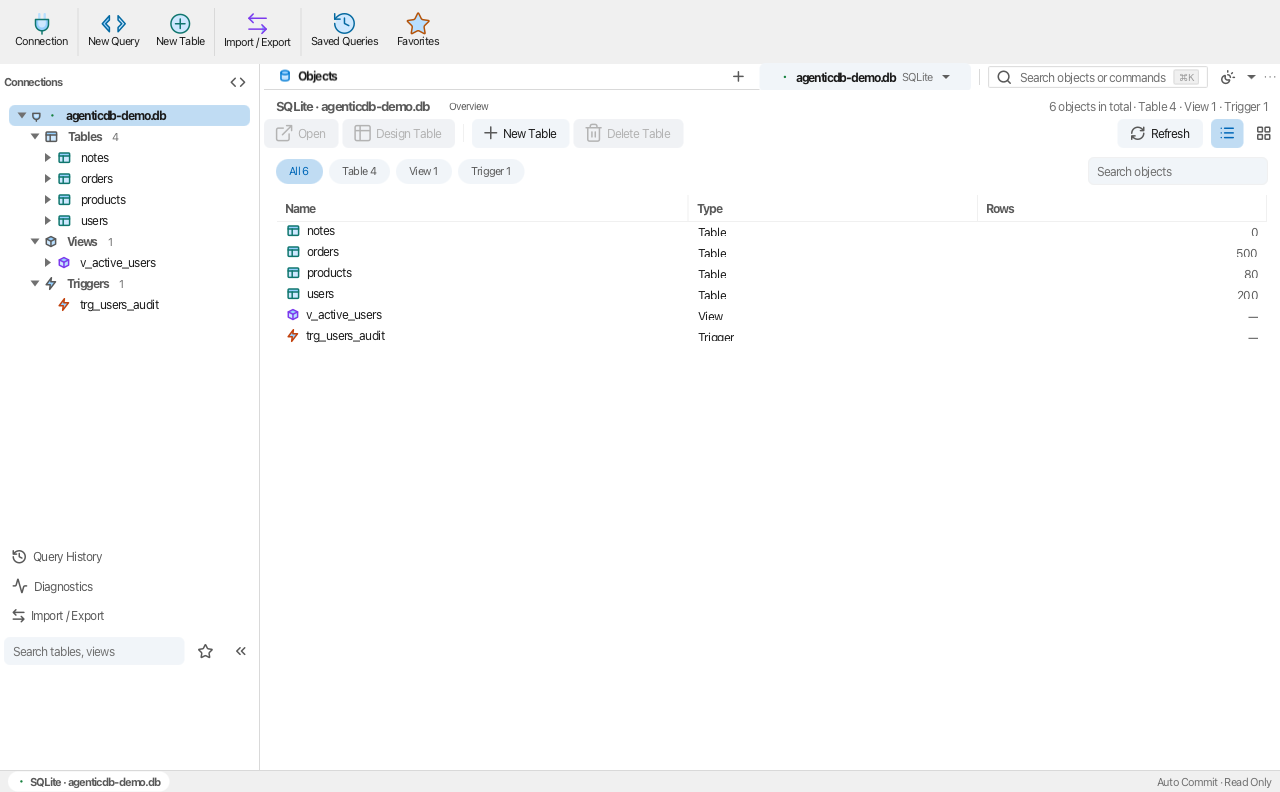 Connection
New Query
New Table
Import / Export
Saved Queries
Favorites
Connections
Objects
agenticdb-demo.db SQLite
Search objects or commands ⌘K
agenticdb-demo.db
Tables 4
notes
orders
products
users
Views 1
v_active_users
Triggers 1
trg_users_audit
SQLite · agenticdb-demo.db Overview
6 objects in total · Table 4 · View 1 · Trigger 1
Open
Design Table
New Table
Delete Table
Refresh
All 6
Table 4
View 1
Trigger 1
Search objects
Name Type Rows
notes Table 0
orders Table 500
products Table 80
users Table 200
v_active_users View —
trg_users_audit Trigger —
Query History
Diagnostics
Import / Export
Search tables, views
SQLite · agenticdb-demo.db
Auto Commit · Read Only